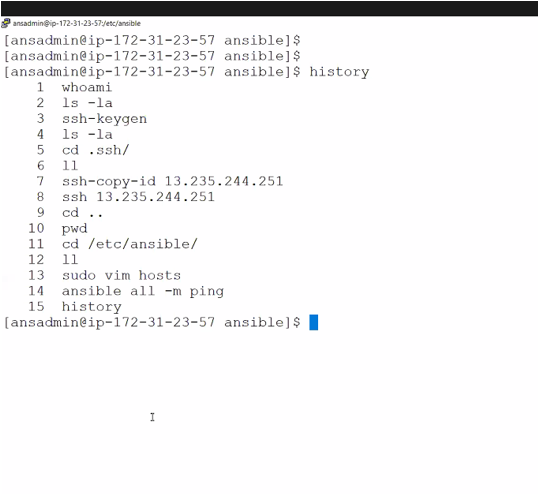 ansadmin@ip-172-31-23-57:/etc/ansible
[ansadmin@ip-172-31-23-57 ansible]$
[ansadmin@ip-172-31-23-57 ansible]$
[ansadmin@ip-172-31-23-57 ansible]$ history
1 whoami
2 ls -la
3 ssh-keygen
4 ls -la
5 cd .ssh/
6 ll
7 ssh-copy-id 13.235.244.251
8 ssh 13.235.244.251
9 cd ..
10 pwd
11 cd /etc/ansible/
12 ll
13 sudo vim hosts
14 ansible all -m ping
15 history
[ansadmin@ip-172-31-23-57 ansible]$